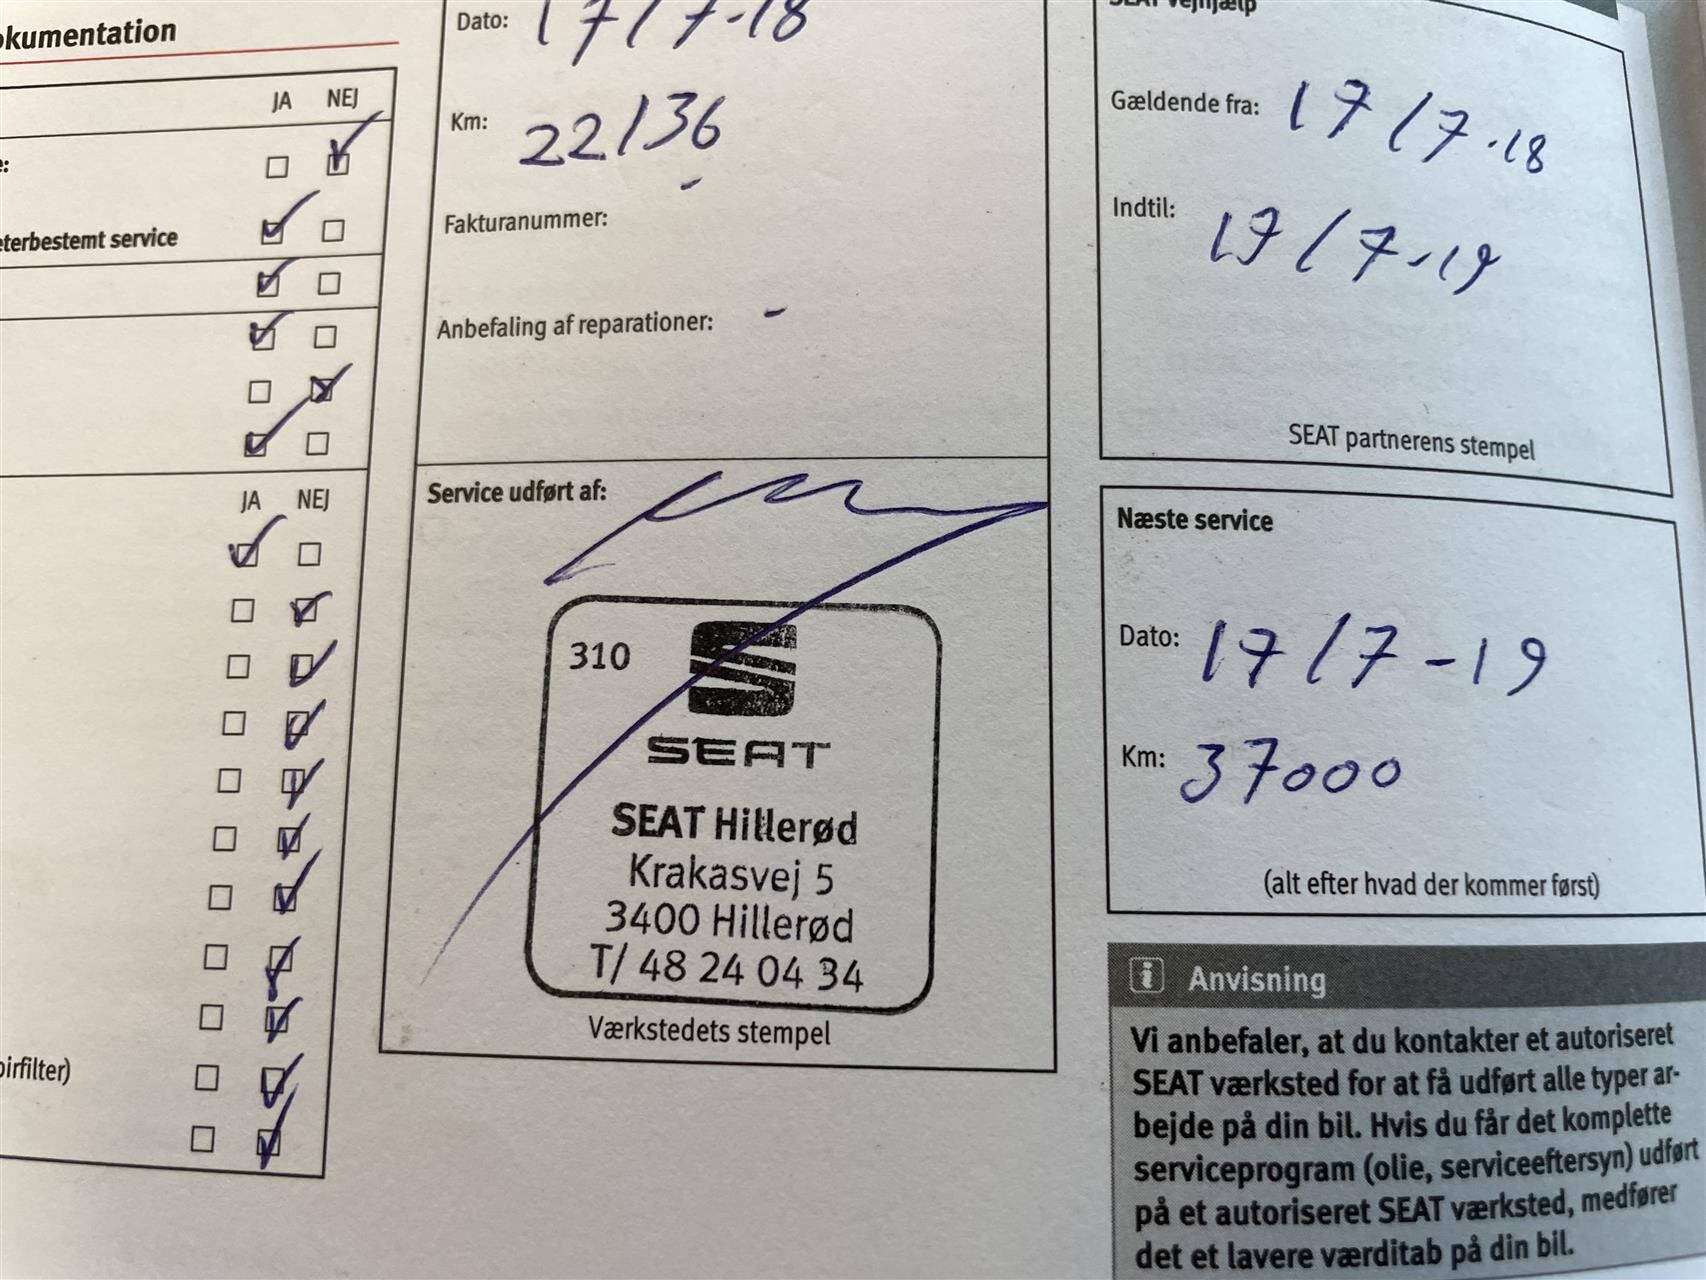 okumentation
JA NEJ
e:
eterbestemt service
JA NEJ
pirfilter)
Dato: 17/7-18
Km: 22136
Fakturanummer: -
Anbefaling af reparationer: -
Service udført af:
310
SEAT
SEAT Hillerød
Krakasvej 5
3400 Hillerød
T/ 48 24 04 34
Værkstedets stempel
SEAT Vejhjælp
Gældende fra: 17/7-18
Indtil: 17/7-19
SEAT partnerens stempel
Næste service
Dato: 17/7-19
Km: 37000
(alt efter hvad der kommer først)
i Anvisning
Vi anbefaler, at du kontakter et autoriseret
SEAT værksted for at få udført alle typer ar-
bejde på din bil. Hvis du får det komplette
serviceprogram (olie, serviceeftersyn) udført
på et autoriseret SEAT værksted, medfører
det et lavere værditab på din bil.